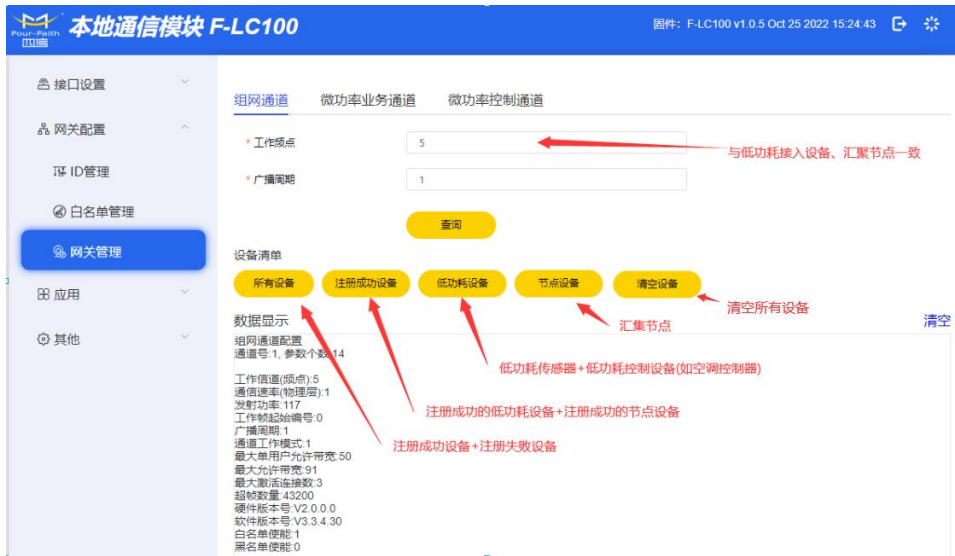 Four-Faith
四信
本地通信模块 F-LC100
固件：F-LC100 v1.0.5 Oct 25 2022 15:24:43
接口设置
网关配置
ID管理
白名单管理
网关管理
应用
其他
组网通道 微功率业务通道 微功率控制通道
* 工作频点 5
与低功耗接入设备、汇聚节点一致
* 广播周期 1
查询
设备清单
所有设备 注册成功设备 低功耗设备 节点设备 清空设备
清空所有设备
汇集节点
低功耗传感器+低功耗控制设备(如空调控制器)
注册成功的低功耗设备+注册成功的节点设备
注册成功设备+注册失败设备
数据显示 清空
组网通道配置
通道号:1, 参数个数:14
工作信道(频点):5
通信速率(物理层):1
发射功率:117
工作帧起始编号:0
广播周期:1
通道工作模式:1
最大单用户允许带宽:50
最大允许带宽:91
最大激活连接数:3
超帧数量:43200
硬件版本号:V2.0.0.0
软件版本号:V3.3.4.30
白名单使能:1
黑名单使能:0